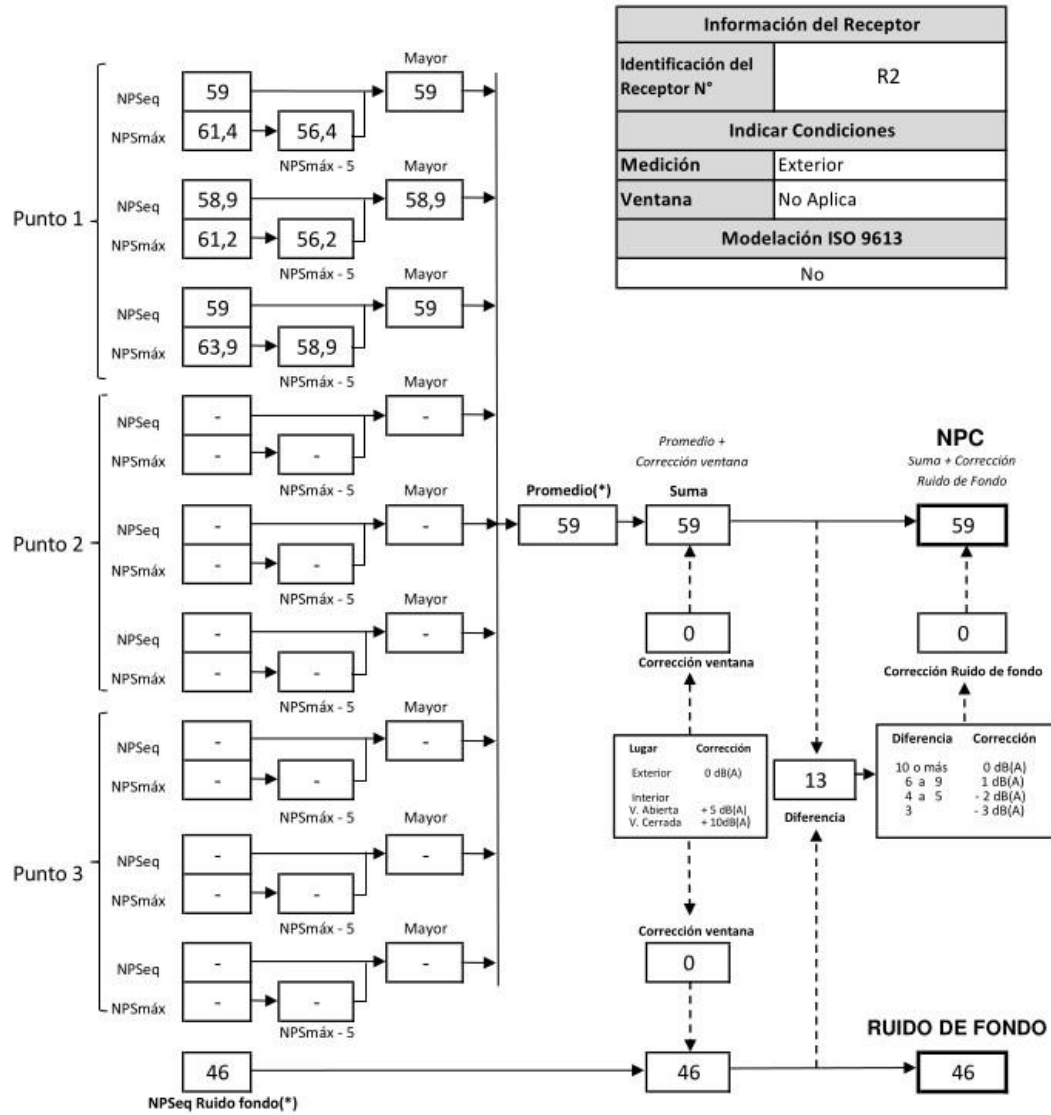 Información del Receptor
Identificación del Receptor N°
R2
Indicar Condiciones
Medición
Exterior
Ventana
No Aplica
Modelación ISO 9613
No
Punto 1
Mayor
NPSeq
59
59
NPSmáx
61,4
56,4
NPSmáx - 5
Mayor
NPSeq
58,9
58,9
NPSmáx
61,2
56,2
NPSmáx - 5
Mayor
NPSeq
59
59
NPSmáx
63,9
58,9
NPSmáx - 5
Punto 2
Mayor
NPSeq
-
-
NPSmáx
-
-
NPSmáx - 5
Mayor
NPSeq
-
-
NPSmáx
-
-
NPSmáx - 5
Mayor
NPSeq
-
-
NPSmáx
-
-
NPSmáx - 5
Punto 3
Mayor
NPSeq
-
-
NPSmáx
-
-
NPSmáx - 5
Mayor
NPSeq
-
-
NPSmáx
-
-
NPSmáx - 5
Mayor
NPSeq
-
-
NPSmáx
-
-
NPSmáx - 5
Promedio(*)
59
Promedio +
Corrección ventana
Suma
59
0
Corrección ventana
Lugar Corrección
Exterior 0 dB(A)
Interior
V. Abierta + 5 dB(A)
V. Cerrada + 10dB(A)
Corrección ventana
0
NPC
Suma + Corrección
Ruido de Fondo
59
0
Corrección Ruido de fondo
Diferencia Corrección
10 o más 0 dB(A)
6 a 9 1 dB(A)
4 a 5 - 2 dB(A)
3 - 3 dB(A)
13
Diferencia
RUIDO DE FONDO
46
46
46
NPSeq Ruido fondo(*)